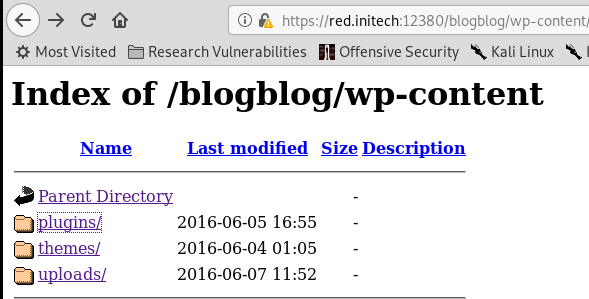 https://red.initech:12380/blogblog/wp-content/
Most Visited Research Vulnerabilities Offensive Security Kali Linux
Index of /blogblog/wp-content
Name Last modified Size Description
Parent Directory -
plugins/ 2016-06-05 16:55 -
themes/ 2016-06-04 01:05 -
uploads/ 2016-06-07 11:52 -